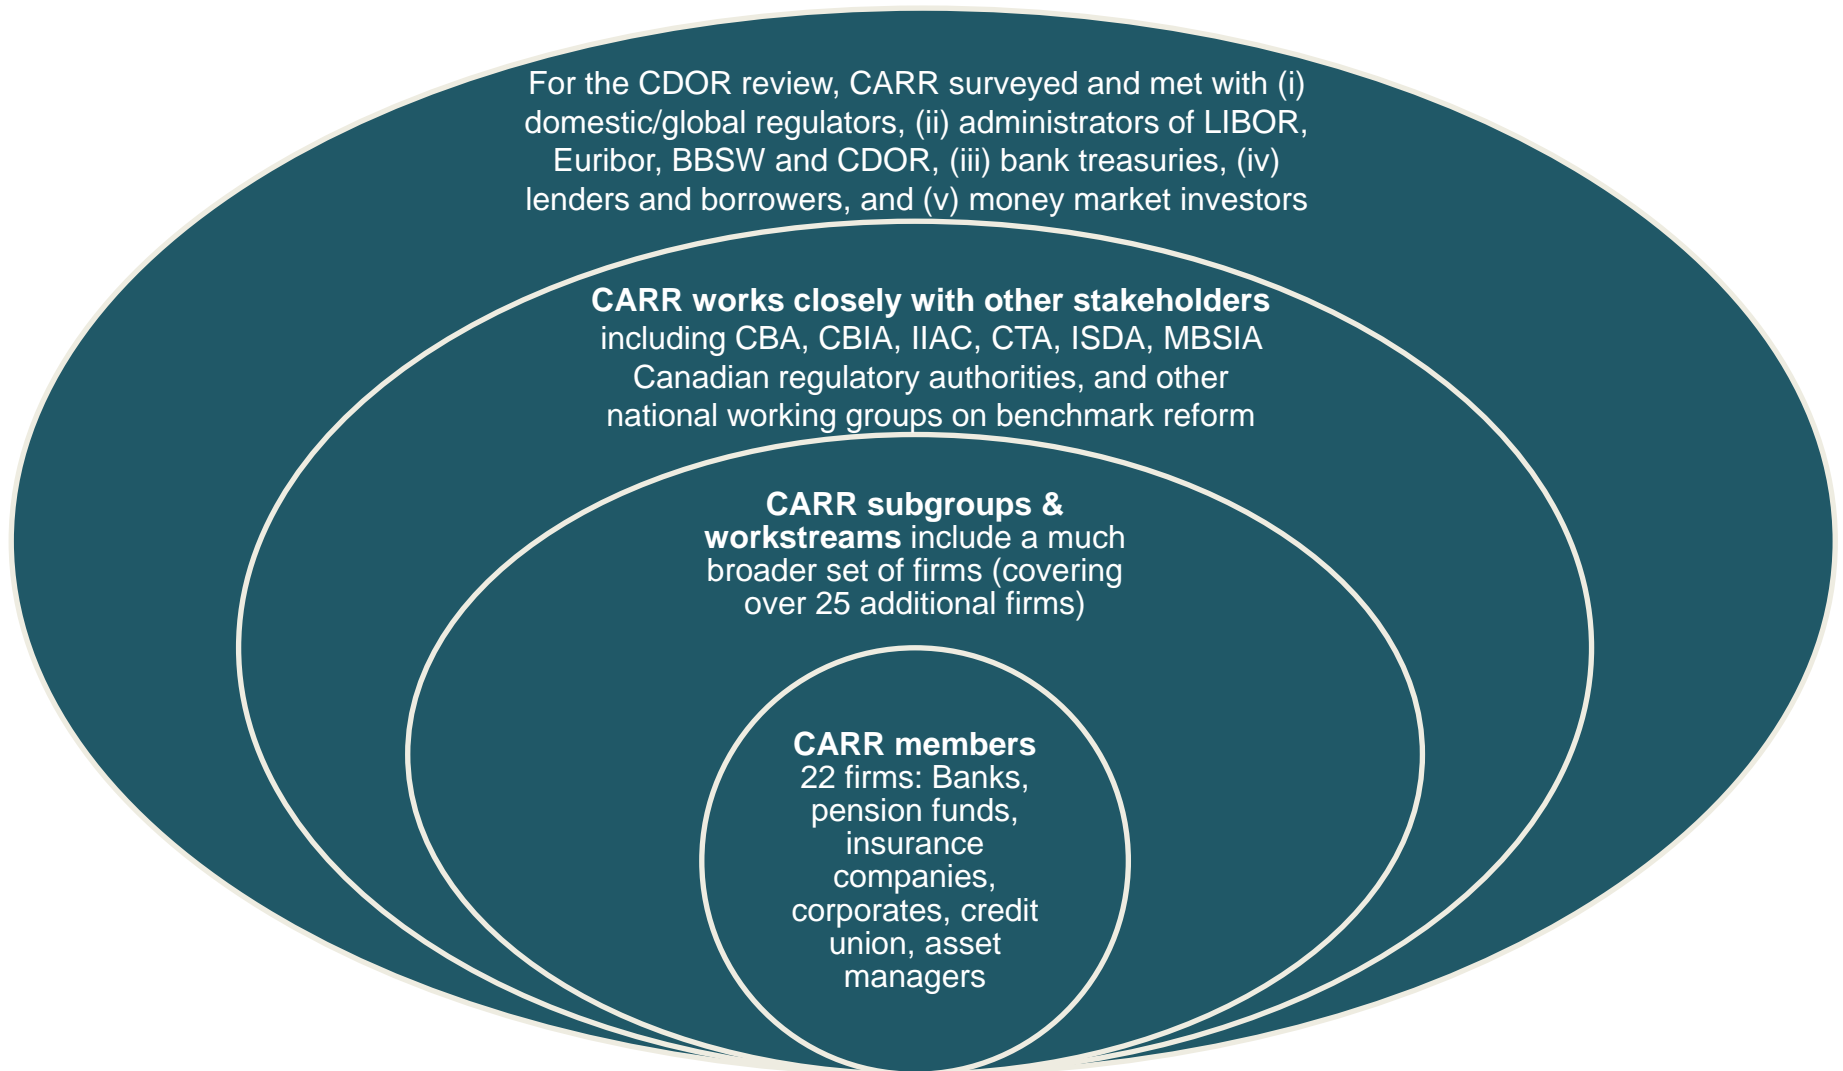 For the CDOR review, CARR surveyed and met with (i)
domestic/global regulators, (ii) administrators of LIBOR,
Euribor, BBSW and CDOR, (iii) bank treasuries, (iv)
lenders and borrowers, and (v) money market investors
CARR works closely with other stakeholders
including CBA, CBIA, IIAC, CTA, ISDA, MBSIA
Canadian regulatory authorities, and other
national working groups on benchmark reform
CARR subgroups &
workstreams include a much
broader set of firms (covering
over 25 additional firms)
CARR members
22 firms: Banks,
pension funds,
insurance
companies,
corporates, credit
union, asset
managers